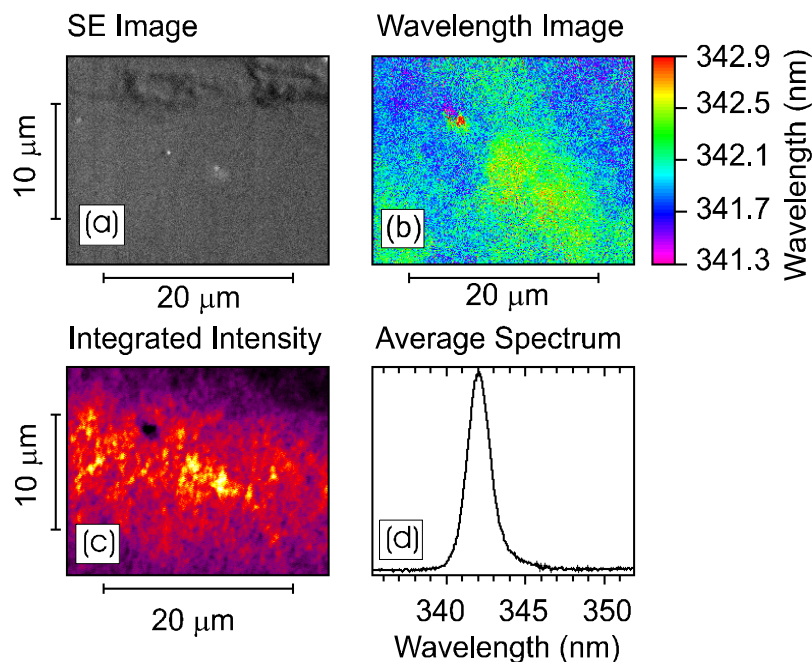 SE Image
Wavelength Image
10 μm
(a)
20 μm
(b)
20 μm
342.9
342.5
342.1
341.7
341.3
Wavelength (nm)
Integrated Intensity
Average Spectrum
10 μm
(c)
20 μm
(d)
340 345 350
Wavelength (nm)